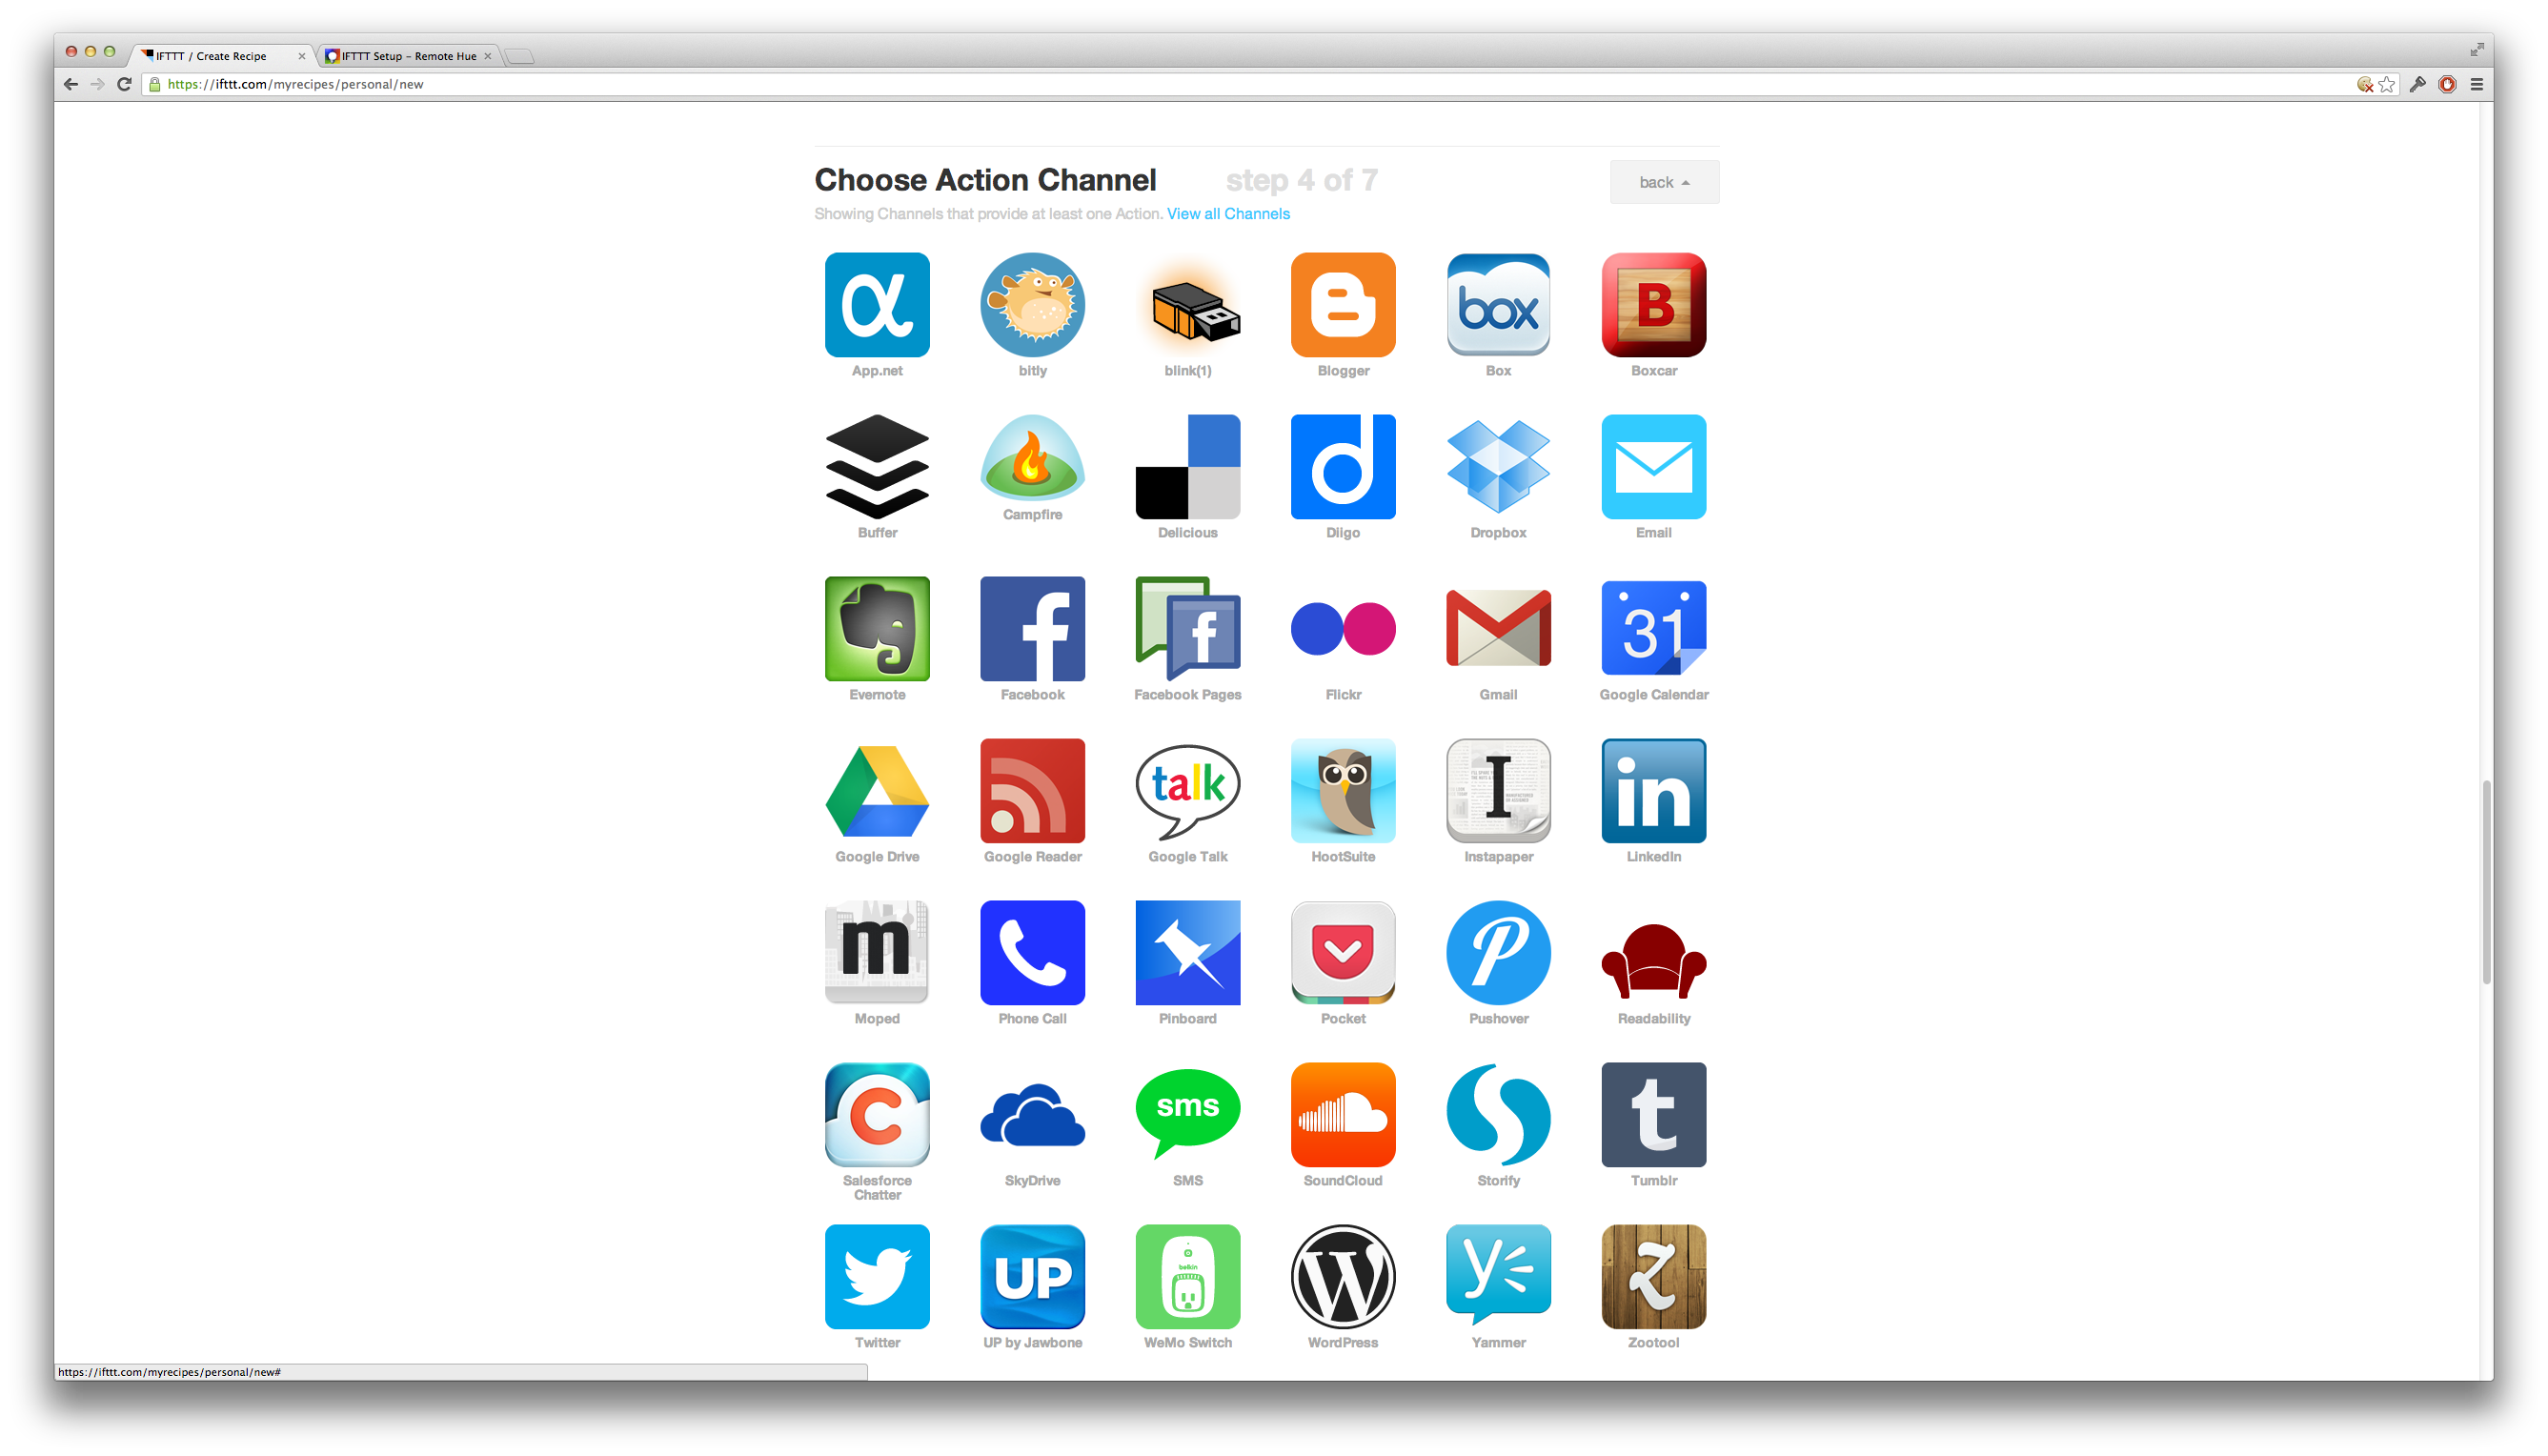 IFTTT / Create Recipe
IFTTT Setup – Remote Hue
https://ifttt.com/myrecipes/personal/new
Choose Action Channel
step 4 of 7
back
Showing Channels that provide at least one Action. View all Channels
box
B
App.net
bitly
blink(1)
Blogger
Box
Boxcar
d
Buffer
Campfire
Delicious
Diigo
Dropbox
Email
f
f
31
Evernote
Facebook
Facebook Pages
Flickr
Gmail
Google Calendar
talk
I
in
Google Drive
Google Reader
Google Talk
HootSuite
Instapaper
LinkedIn
m
P
Moped
Phone Call
Pinboard
Pocket
Pushover
Readability
C
sms
S
t
Salesforce
Chatter
SkyDrive
SMS
SoundCloud
Storify
Tumblr
UP
belkin
W
y
Z
Twitter
UP by Jawbone
WeMo Switch
WordPress
Yammer
Zootool
https://ifttt.com/myrecipes/personal/new#